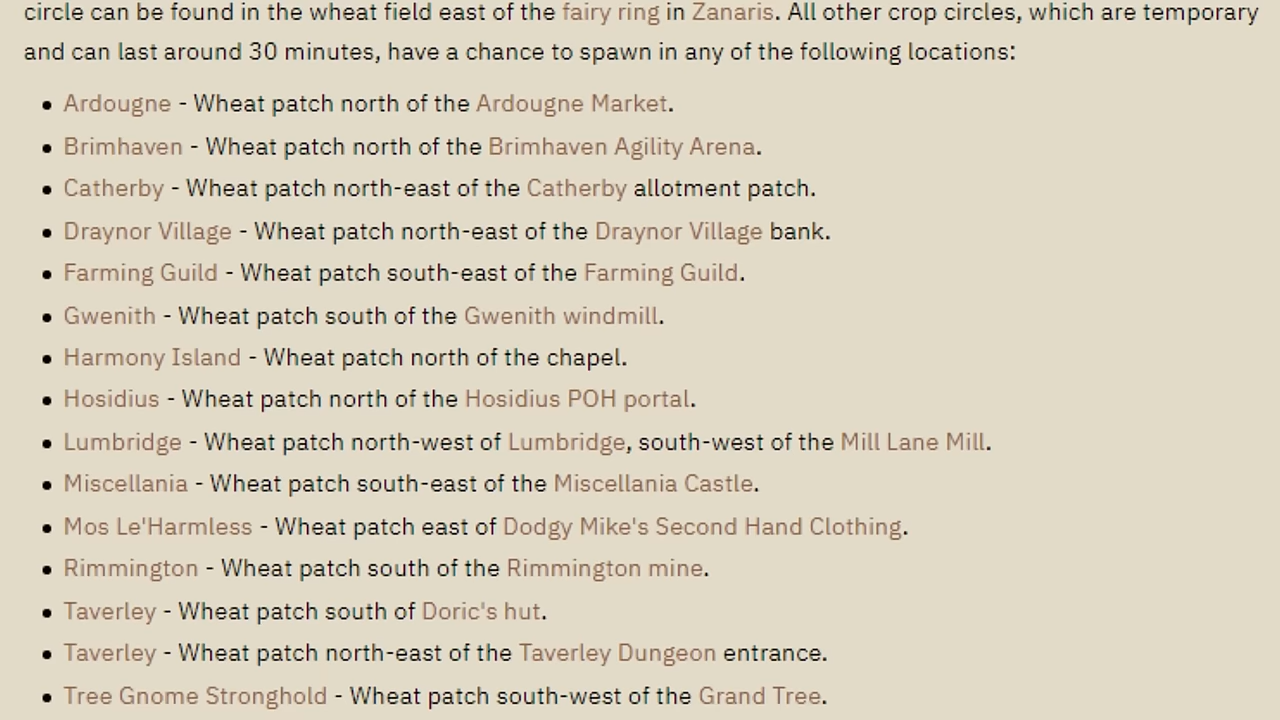 circle can be found in the wheat field east of the fairy ring in Zanaris. All other crop circles, which are temporary
and can last around 30 minutes, have a chance to spawn in any of the following locations:
• Ardougne - Wheat patch north of the Ardougne Market.
• Brimhaven - Wheat patch north of the Brimhaven Agility Arena.
• Catherby - Wheat patch north-east of the Catherby allotment patch.
• Draynor Village - Wheat patch north-east of the Draynor Village bank.
• Farming Guild - Wheat patch south-east of the Farming Guild.
• Gwenith - Wheat patch south of the Gwenith windmill.
• Harmony Island - Wheat patch north of the chapel.
• Hosidius - Wheat patch north of the Hosidius POH portal.
• Lumbridge - Wheat patch north-west of Lumbridge, south-west of the Mill Lane Mill.
• Miscellania - Wheat patch south-east of the Miscellania Castle.
• Mos Le'Harmless - Wheat patch east of Dodgy Mike's Second Hand Clothing.
• Rimmington - Wheat patch south of the Rimmington mine.
• Taverley - Wheat patch south of Doric's hut.
• Taverley - Wheat patch north-east of the Taverley Dungeon entrance.
• Tree Gnome Stronghold - Wheat patch south-west of the Grand Tree.